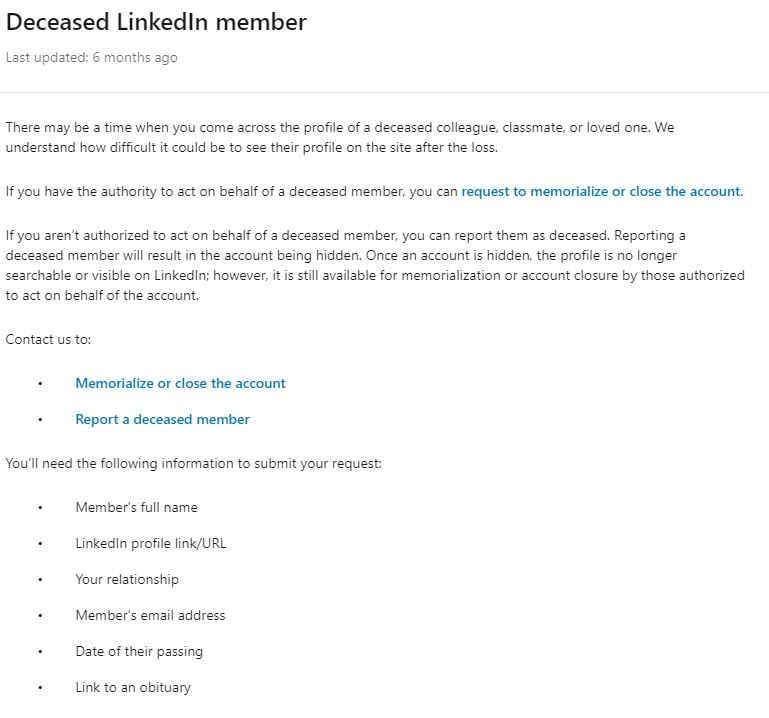 Deceased LinkedIn member
Last updated: 6 months ago
There may be a time when you come across the profile of a deceased colleague, classmate, or loved one. We
understand how difficult it could be to see their profile on the site after the loss.
If you have the authority to act on behalf of a deceased member, you can request to memorialize or close the account.
If you aren't authorized to act on behalf of a deceased member, you can report them as deceased. Reporting a
deceased member will result in the account being hidden. Once an account is hidden, the profile is no longer
searchable or visible on LinkedIn; however, it is still available for memorialization or account closure by those authorized
to act on behalf of the account.
Contact us to:
• Memorialize or close the account
• Report a deceased member
You'll need the following information to submit your request:
• Member's full name
• LinkedIn profile link/URL
• Your relationship
• Member's email address
• Date of their passing
• Link to an obituary